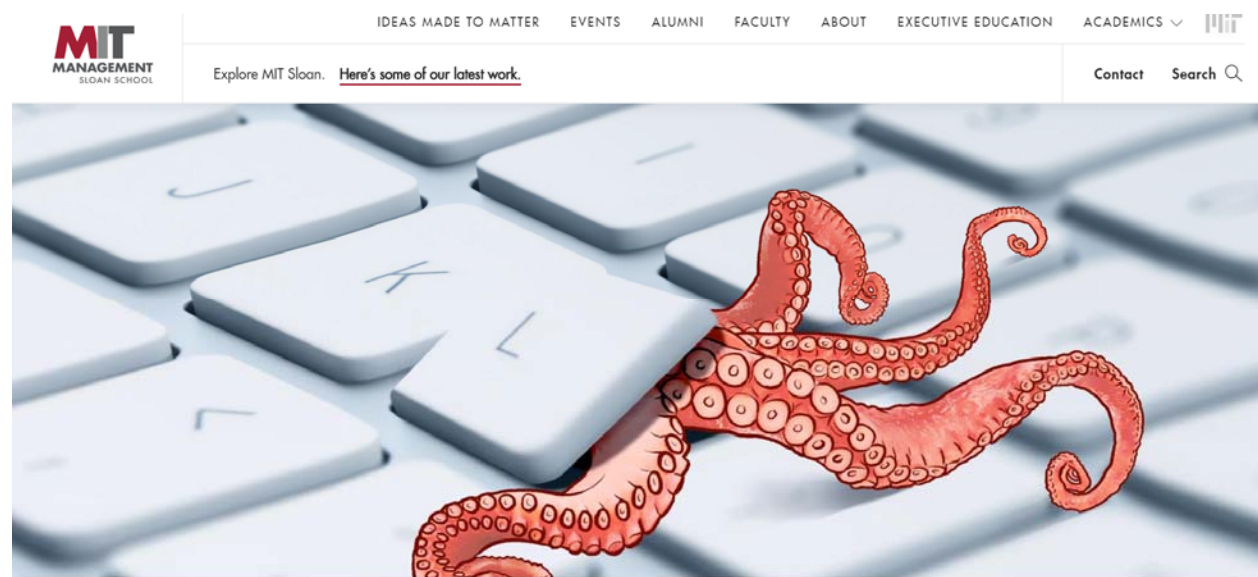 IDEAS MADE TO MATTER EVENTS ALUMNI FACULTY ABOUT EXECUTIVE EDUCATION ACADEMICS
MIT
MIT
MANAGEMENT
SLOAN SCHOOL
Explore MIT Sloan. Here's some of our latest work.
Contact Search
J
I
K
O
L
<